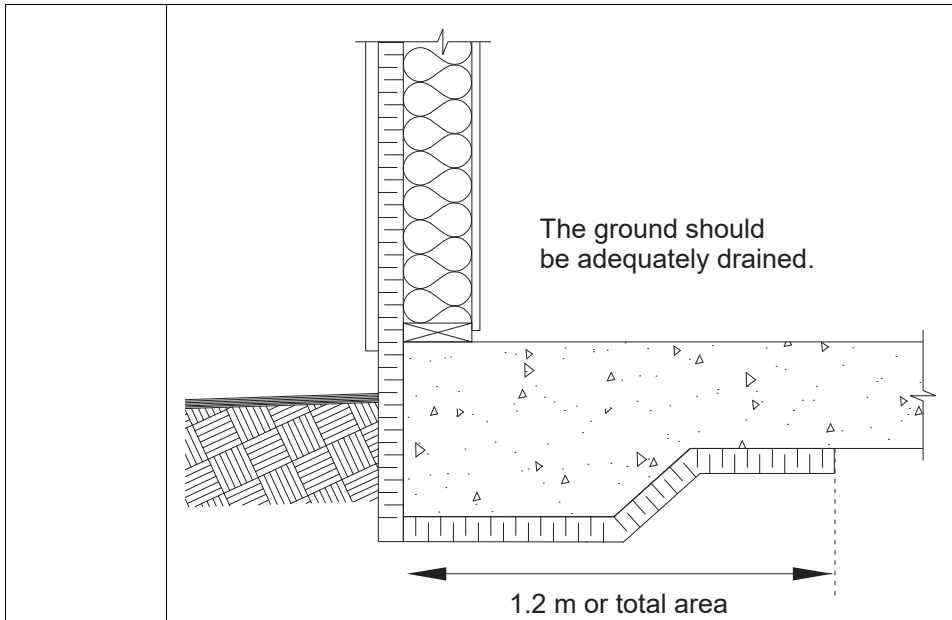 The ground should
be adequately drained.
1.2 m or total area